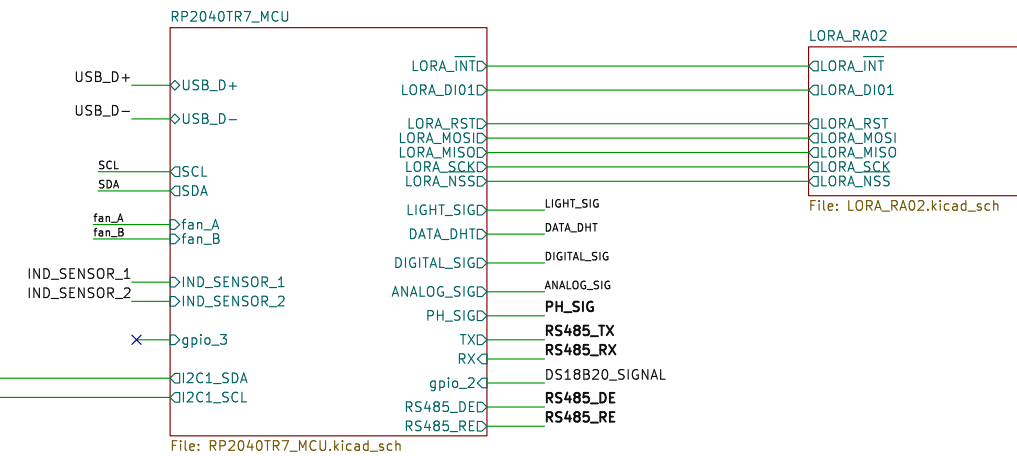 RP2040TR7_MCU
LORA_RA02
USB_D+
USB_D+
USB_D-
USB_D-
SCL
SCL
SDA
SDA
fan_A
fan_A
fan_B
fan_B
IND_SENSOR_1
IND_SENSOR_1
IND_SENSOR_2
IND_SENSOR_2
gpio_3
I2C1_SDA
I2C1_SCL
LORA_INT
LORA_DI01
LORA_RST
LORA_MOSI
LORA_MISO
LORA_SCK
LORA_NSS
LIGHT_SIG
LIGHT_SIG
DATA_DHT
DATA_DHT
DIGITAL_SIG
DIGITAL_SIG
ANALOG_SIG
ANALOG_SIG
PH_SIG
PH_SIG
TX
RS485_TX
RX
RS485_RX
gpio_2
DS18B20_SIGNAL
RS485_DE
RS485_DE
RS485_RE
RS485_RE
File: RP2040TR7_MCU.kicad_sch
LORA_INT
LORA_DI01
LORA_RST
LORA_MOSI
LORA_MISO
LORA_SCK
LORA_NSS
File: LORA_RA02.kicad_sch